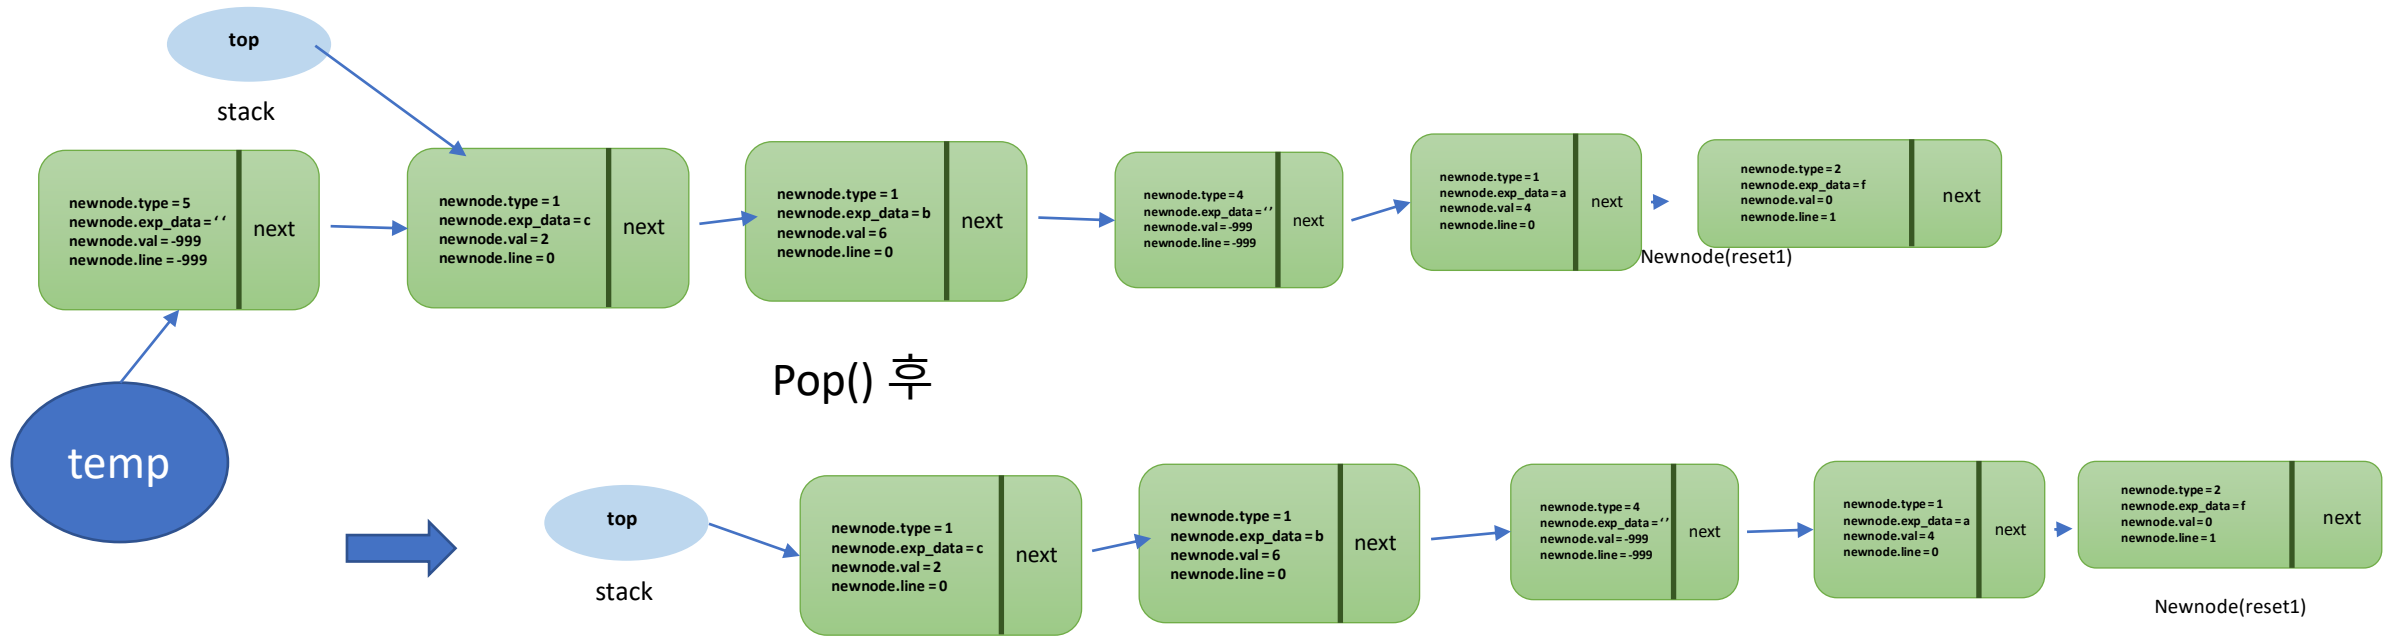 top
stack
newnode.type = 5
newnode.exp_data = ‘ ‘
newnode.val = -999
newnode.line = -999
next
newnode.type = 1
newnode.exp_data = c
newnode.val = 2
newnode.line = 0
next
newnode.type = 1
newnode.exp_data = b
newnode.val = 6
newnode.line = 0
next
newnode.type = 4
newnode.exp_data = ‘ ’
newnode.val = -999
newnode.line = -999
next
newnode.type = 1
newnode.exp_data = a
newnode.val = 4
newnode.line = 0
next
newnode.type = 2
newnode.exp_data = f
newnode.val = 0
newnode.line = 1
next
Newnode(reset1)
Pop() 후
temp
top
stack
newnode.type = 1
newnode.exp_data = c
newnode.val = 2
newnode.line = 0
next
newnode.type = 1
newnode.exp_data = b
newnode.val = 6
newnode.line = 0
next
newnode.type = 4
newnode.exp_data = ‘ ’
newnode.val = -999
newnode.line = -999
next
newnode.type = 1
newnode.exp_data = a
newnode.val = 4
newnode.line = 0
next
newnode.type = 2
newnode.exp_data = f
newnode.val = 0
newnode.line = 1
next
Newnode(reset1)